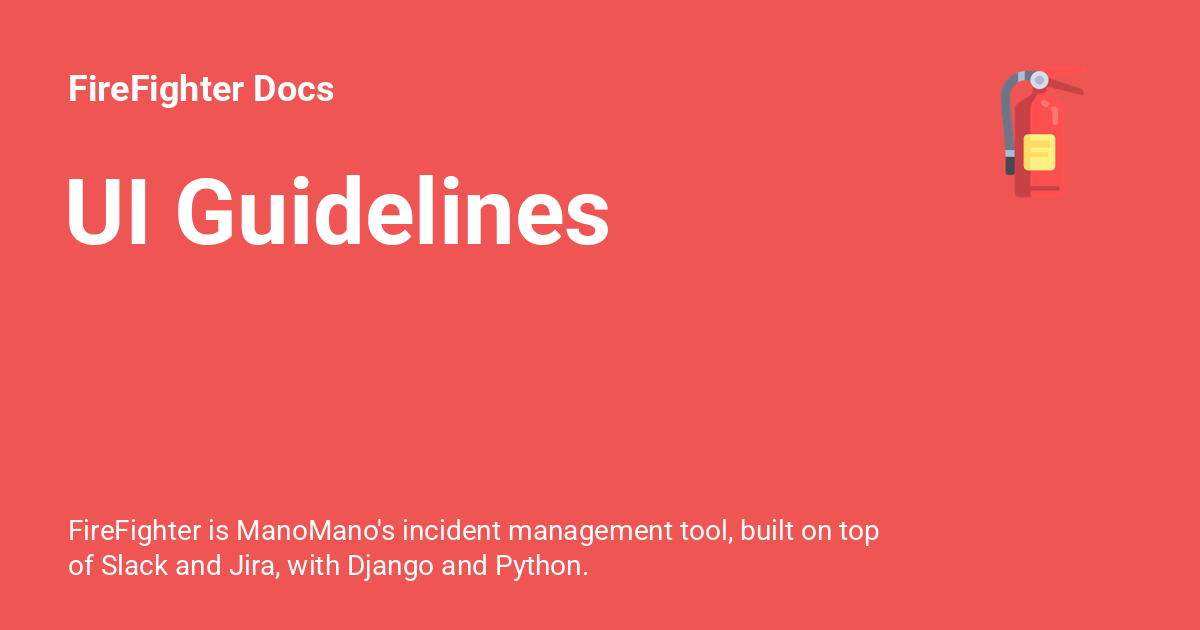 FireFighter Docs
UI Guidelines
FireFighter is ManoMano's incident management tool, built on top
of Slack and Jira, with Django and Python.